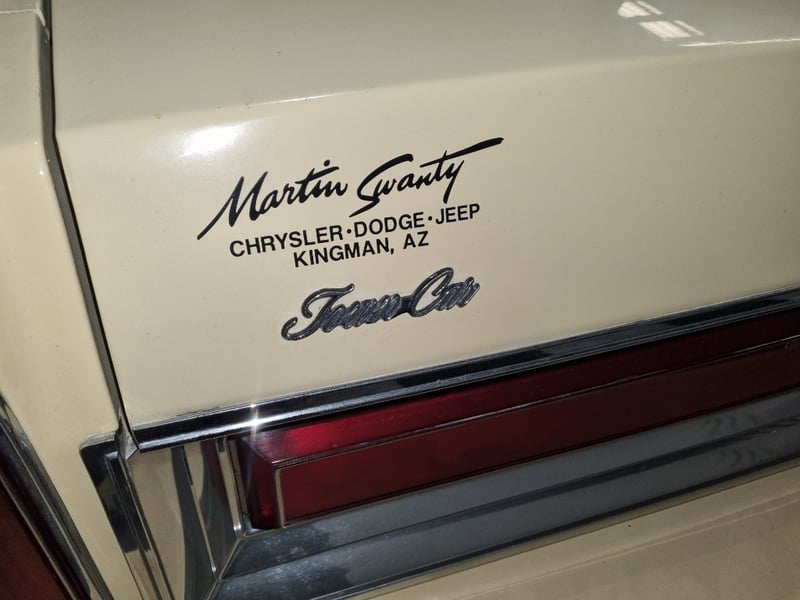 Martin Swanty
CHRYSLER•DODGE•JEEP
KINGMAN, AZ
Town Car